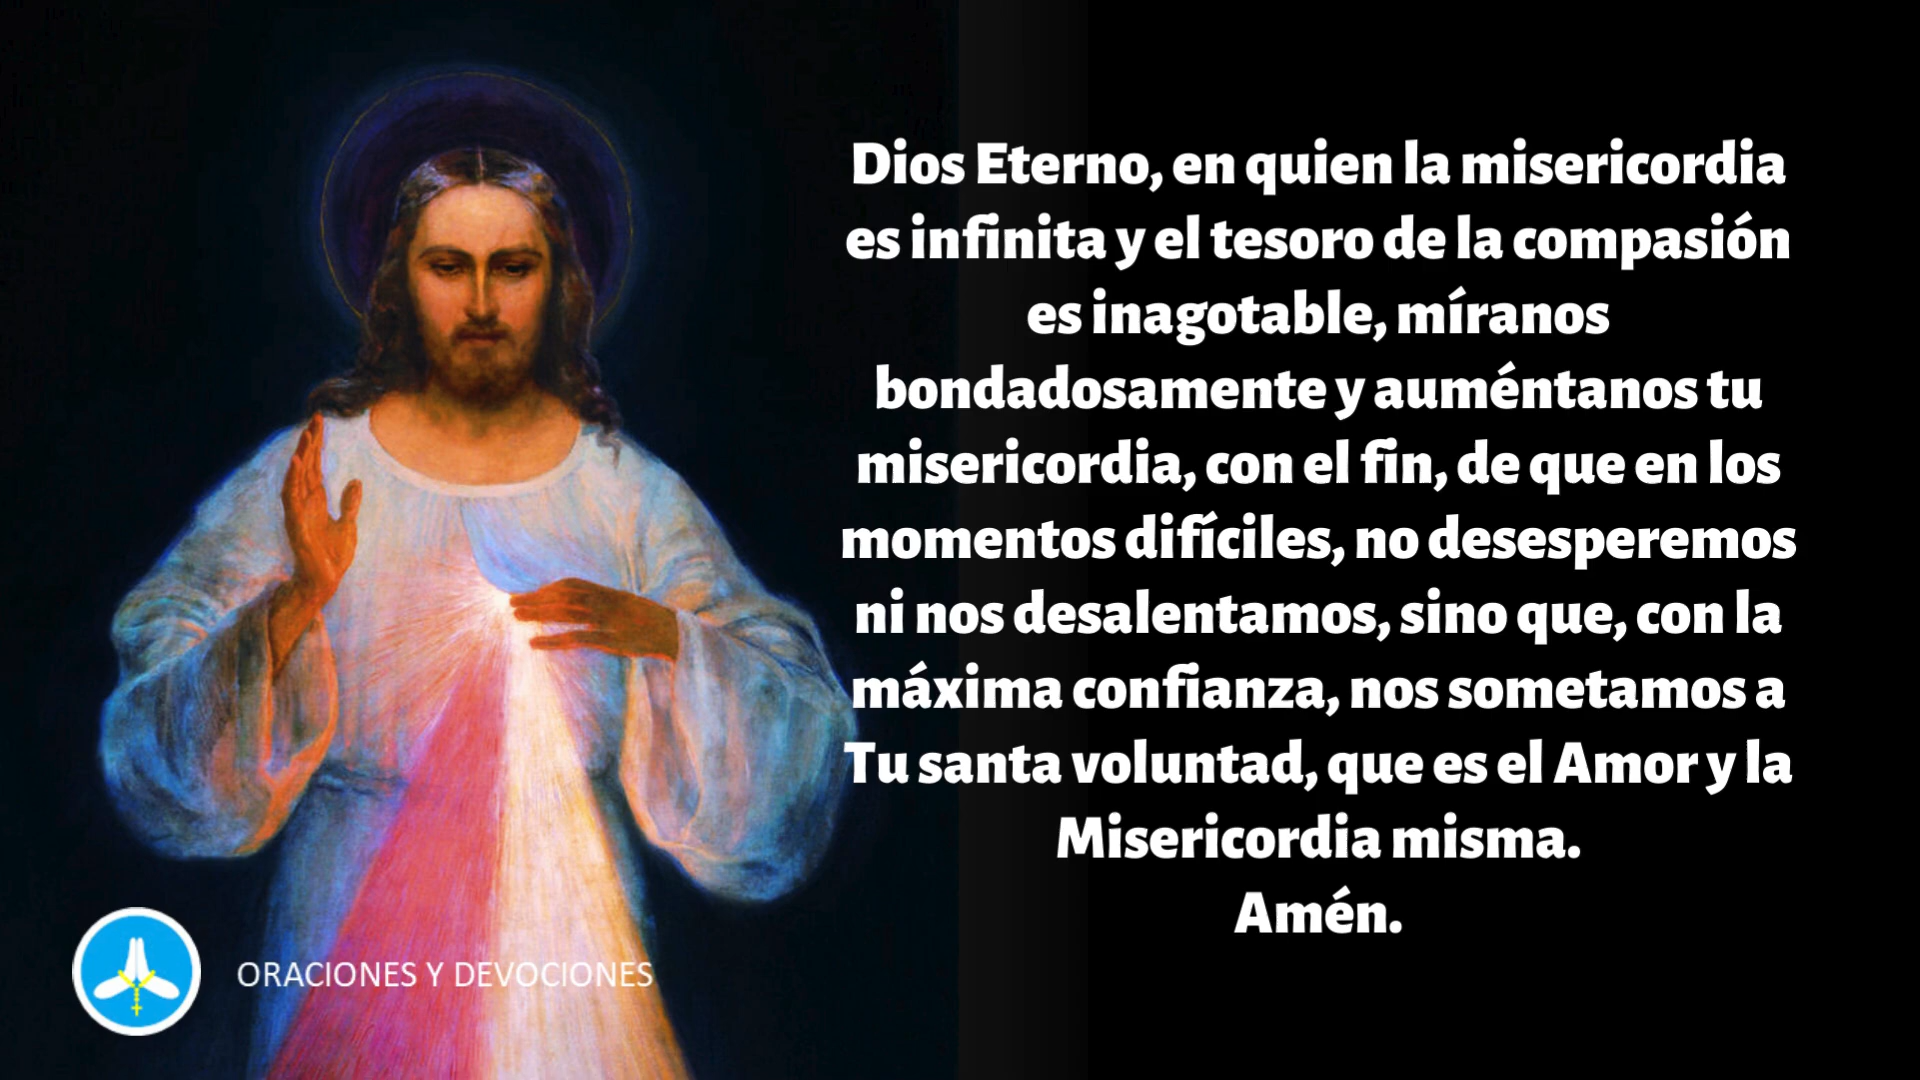 Dios Eterno, en quien la misericordia
es infinita y el tesoro de la compasión
es inagotable, míranos
bondadosamente y auméntanos tu
misericordia, con el fin, de que en los
momentos difíciles, no desesperemos
ni nos desalentamos, sino que, con la
máxima confianza, nos sometamos a
Tu santa voluntad, que es el Amor y la
Misericordia misma.
Amén.
ORACIONES Y DEVOCIONES